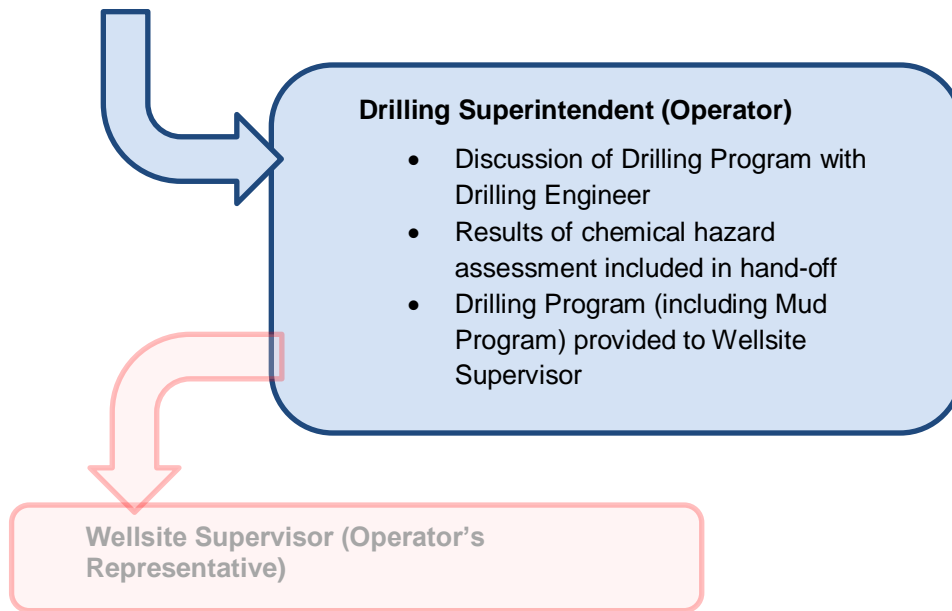 Drilling Superintendent (Operator)
• Discussion of Drilling Program with
Drilling Engineer
• Results of chemical hazard
assessment included in hand-off
• Drilling Program (including Mud
Program) provided to Wellsite
Supervisor
Wellsite Supervisor (Operator’s
Representative)